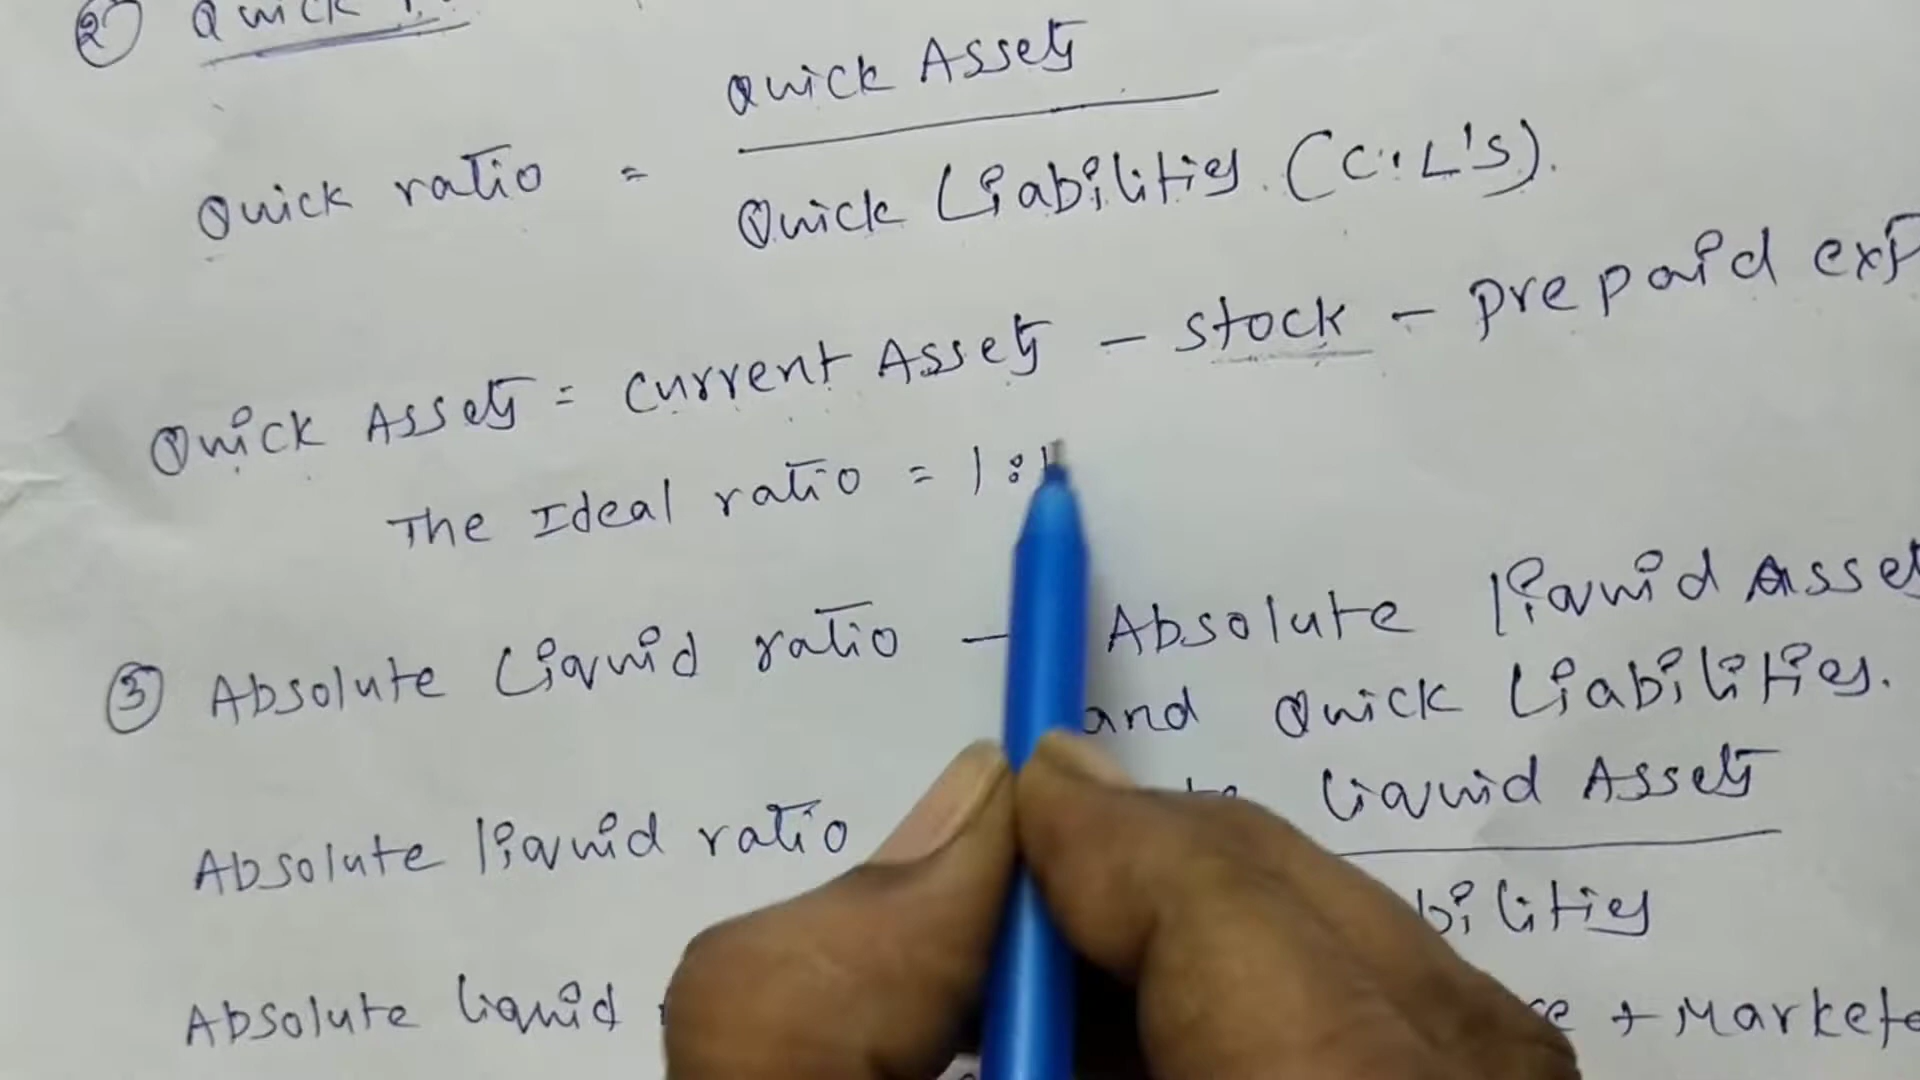 ② Quick
Quick Assets
Quick ratio = Quick Liabilities (C.L's).
Quick Assets = Current Assets - Stock - Prepaid exp
The Ideal ratio = 1:1
③ Absolute Liquid ratio - Absolute liquid Asset
and Quick Liabilities.
Liquid Assets
Absolute liquid ratio
bilities
Absolute liquid + Markete